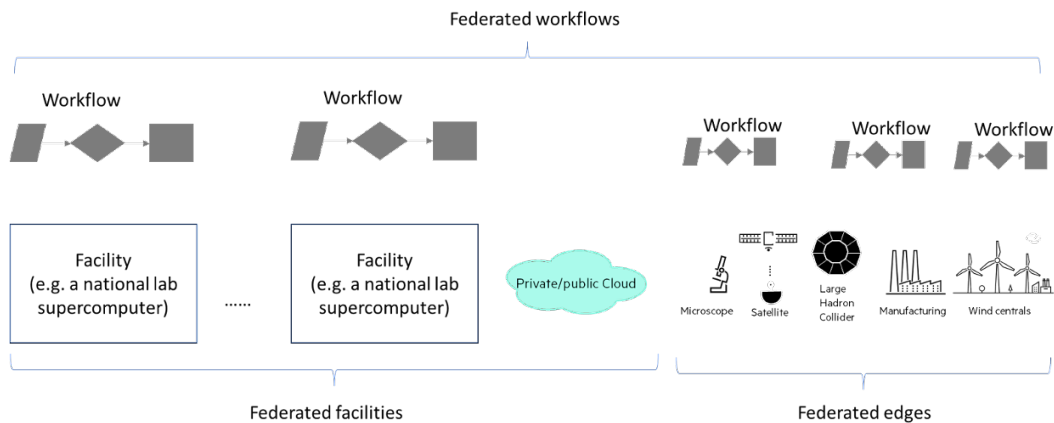 Federated workflows
Workflow
Workflow
Workflow
Workflow
Workflow
Facility
(e.g. a national lab
supercomputer)
......
Facility
(e.g. a national lab
supercomputer)
Private/public Cloud
Microscope
Satellite
Large
Hadron
Collider
Manufacturing
Wind centrals
Federated facilities
Federated edges